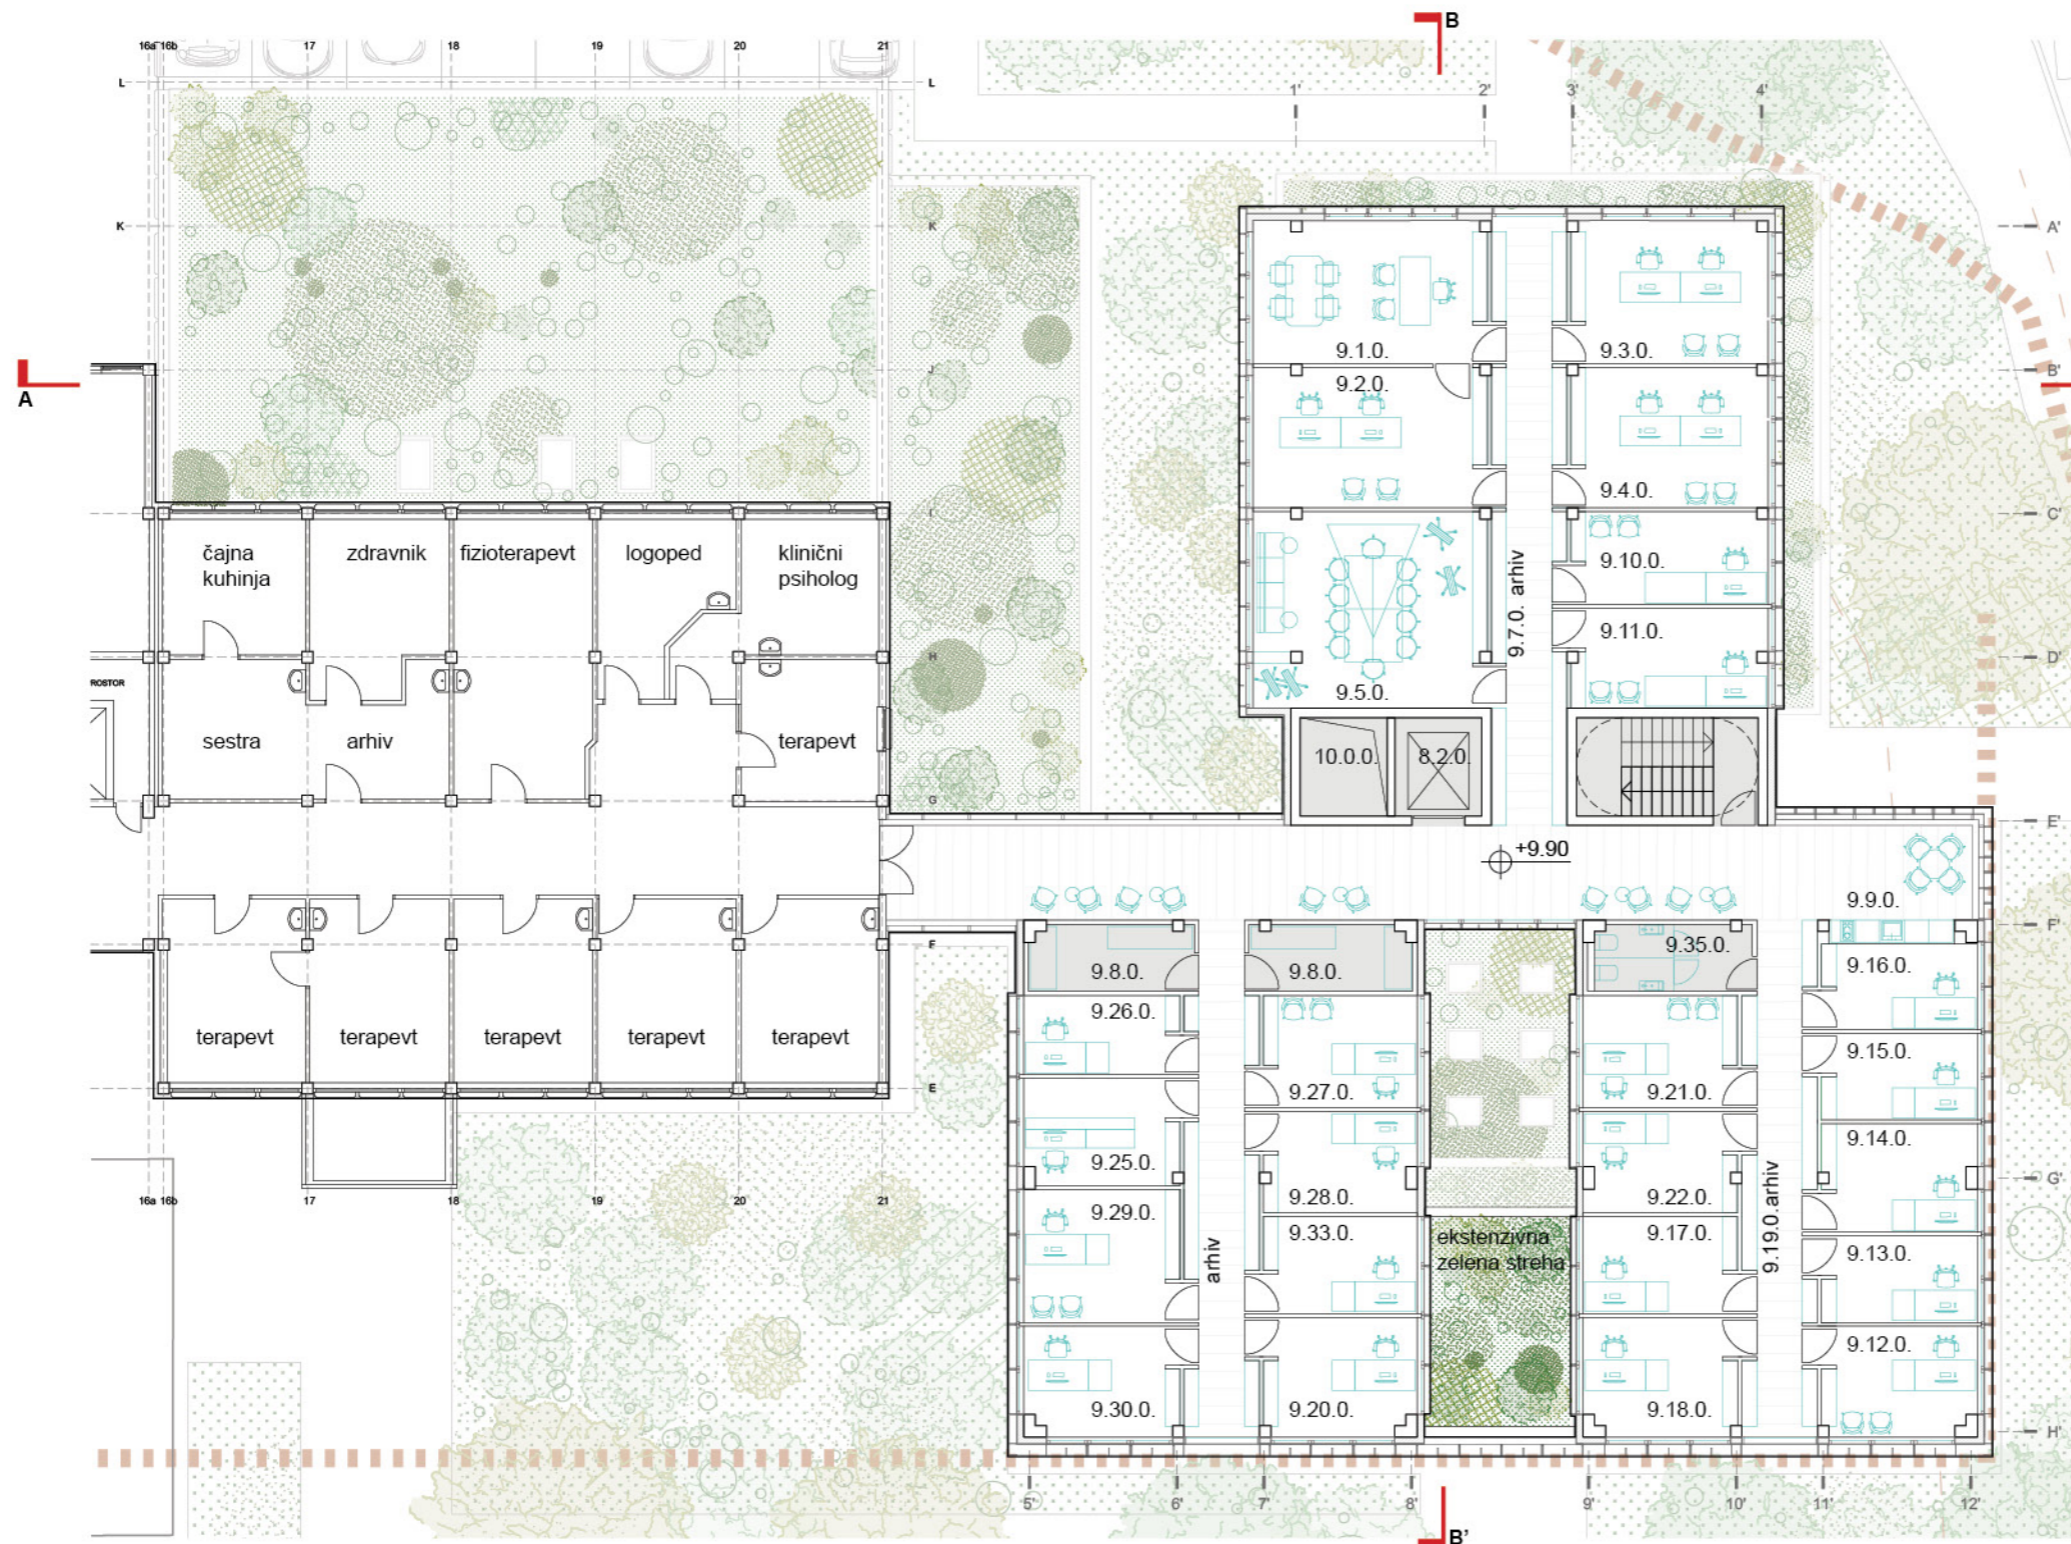 B
16a 16b 17 18 19 20 21
L L
1' 2' 3' 4'
K K A'
J B'
A
I C'
čajna
kuhinja
zdravnik
fizioterapevt
logoped
klinični
psiholog
H D'
ROSTOR
sestra
arhiv
terapevt
G E'
9.1.0.
9.2.0.
9.3.0.
9.4.0.
9.10.0.
9.11.0.
9.5.0.
9.7.0. arhiv
10.0.0.
8.2.0.
+9.90
9.9.0.
F F'
9.8.0.
9.8.0.
9.35.0.
9.16.0.
terapevt
terapevt
terapevt
terapevt
terapevt
9.26.0.
9.27.0.
9.21.0.
9.15.0.
E
9.25.0.
9.28.0.
9.22.0.
9.14.0.
G'
16a 16b 17 18 19 20 21
9.29.0.
9.33.0.
ekstenzivna
zelena streha
9.17.0.
9.13.0.
arhiv
9.19.0. arhiv
9.30.0.
9.20.0.
9.18.0.
9.12.0.
H'
5' 6' 7' 8' 9' 10' 11' 12'
B'